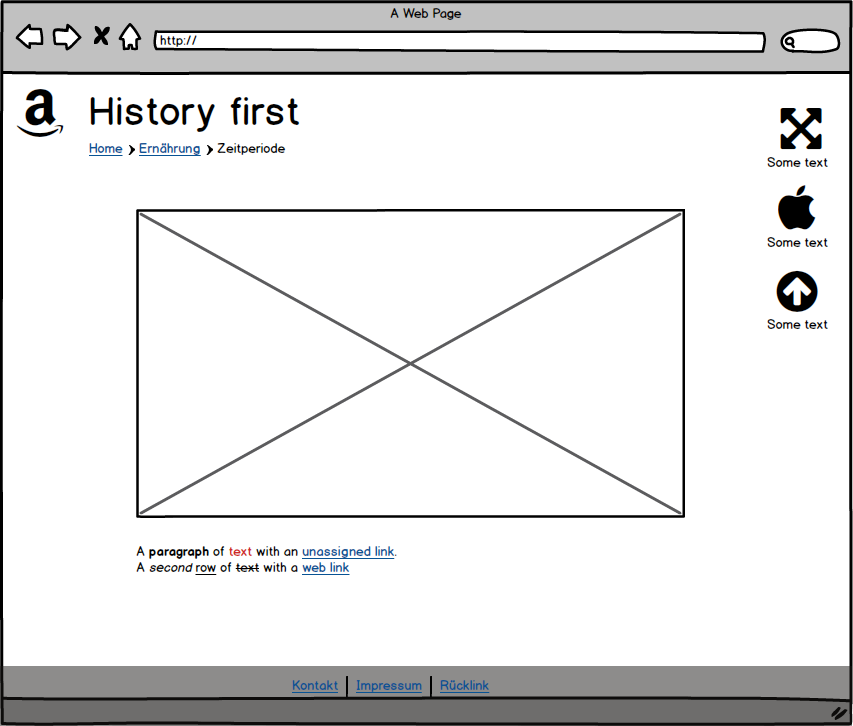 A Web Page
http://
a
History first
Home > Ernährung > Zeitperiode
Some text
Some text
Some text
A paragraph of text with an unassigned link.
A second row of text with a web link
Kontakt | Impressum | Rücklink